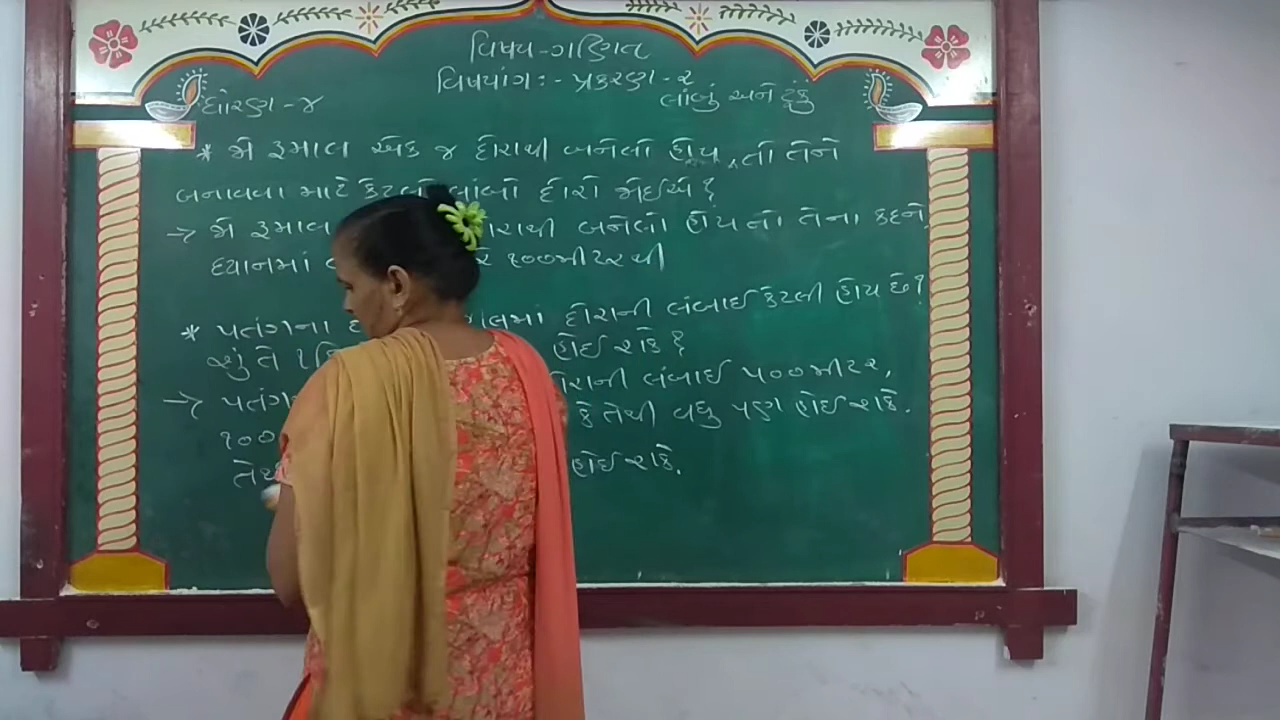 વિષય-ગણિત
વિષયાંગઃ- પ્રકરણ-૨
ધોરણ-૪
લાંબું અને ટૂંકું
* જો રૂમાલ એક જ દોરાથી બનેલો હોય, તો તેને
બનાવવા માટે કેટલો લાંબો દોરો જોઈએ?
→ જો રૂમાલ રાથી બનેલો હોય તો તેના કદને
ધ્યાનમાં ૧૦૦મીટરથી
* પતંગના દોરાની લંબાઈ કેટલી હોય છે?
શું તે ૧ હોઈ શકે?
→ દોરાની લંબાઈ ૫૦૦મીટર,
૧૦૦ કે તેથી વધુ પણ હોઈ શકે.
હોઈ શકે.